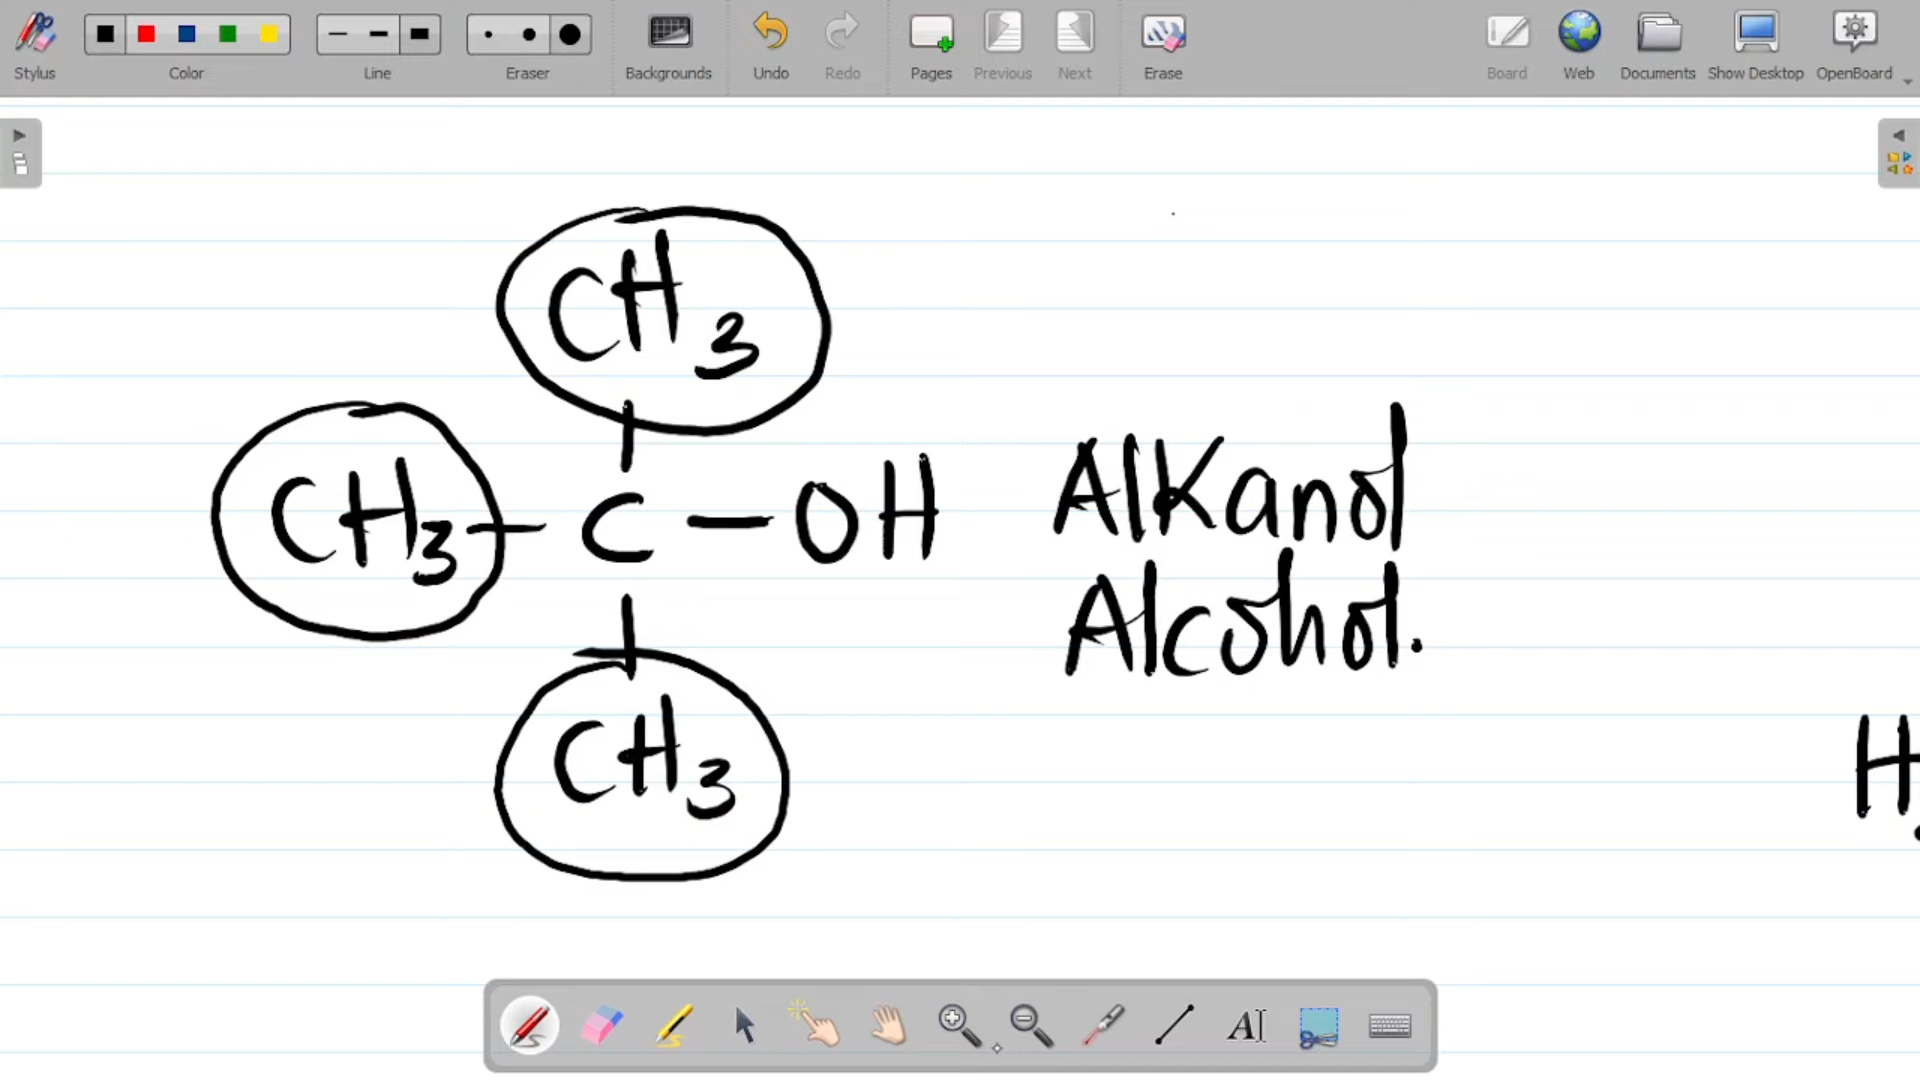 Stylus Color Line Eraser Backgrounds Undo Redo Pages Previous Next Erase Board Web Documents Show Desktop OpenBoard
CH3
CH3 - C - OH
CH3
Alkanol
Alcohol.
H
AI